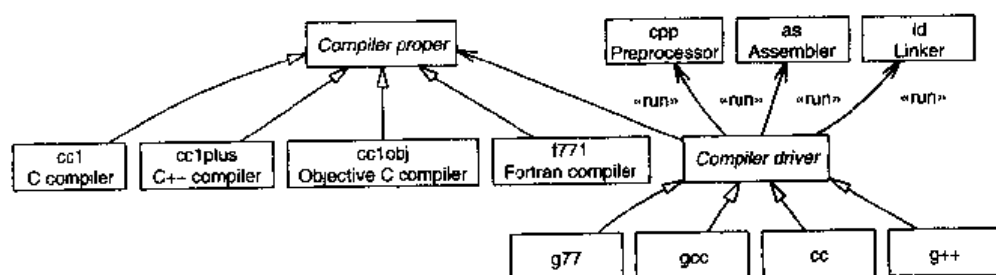 Compiler proper
cpp
Preprocessor
as
Assembler
ld
Linker
«run»
«run»
«run»
«run»
cc1
C compiler
cc1plus
C++ compiler
cc1obj
Objective C compiler
f771
Fortran compiler
Compiler driver
g77
gcc
cc
g++